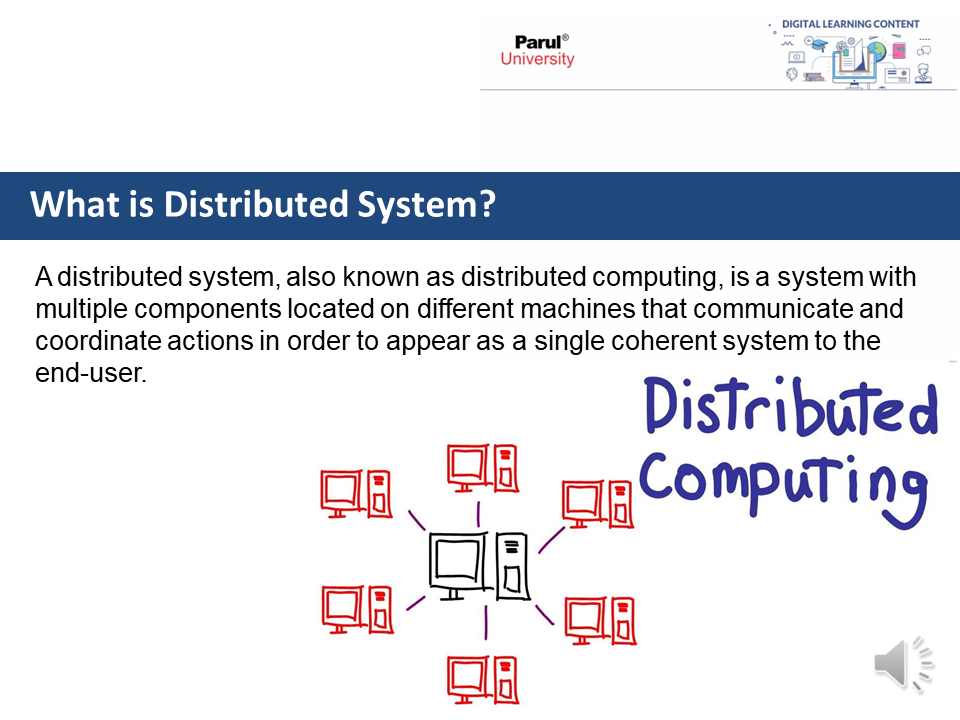 Parul®
University
DIGITAL LEARNING CONTENT
What is Distributed System?
A distributed system, also known as distributed computing, is a system with
multiple components located on different machines that communicate and
coordinate actions in order to appear as a single coherent system to the
end-user.
Distributed
Computing